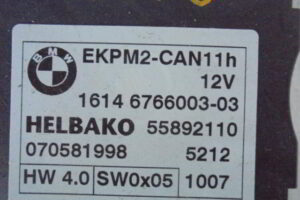 BMW
EKPM2-CAN11h
12V
1614 6766003-03
HELBAKO 55892110
070581998 5212
HW 4.0 SW0x05 1007